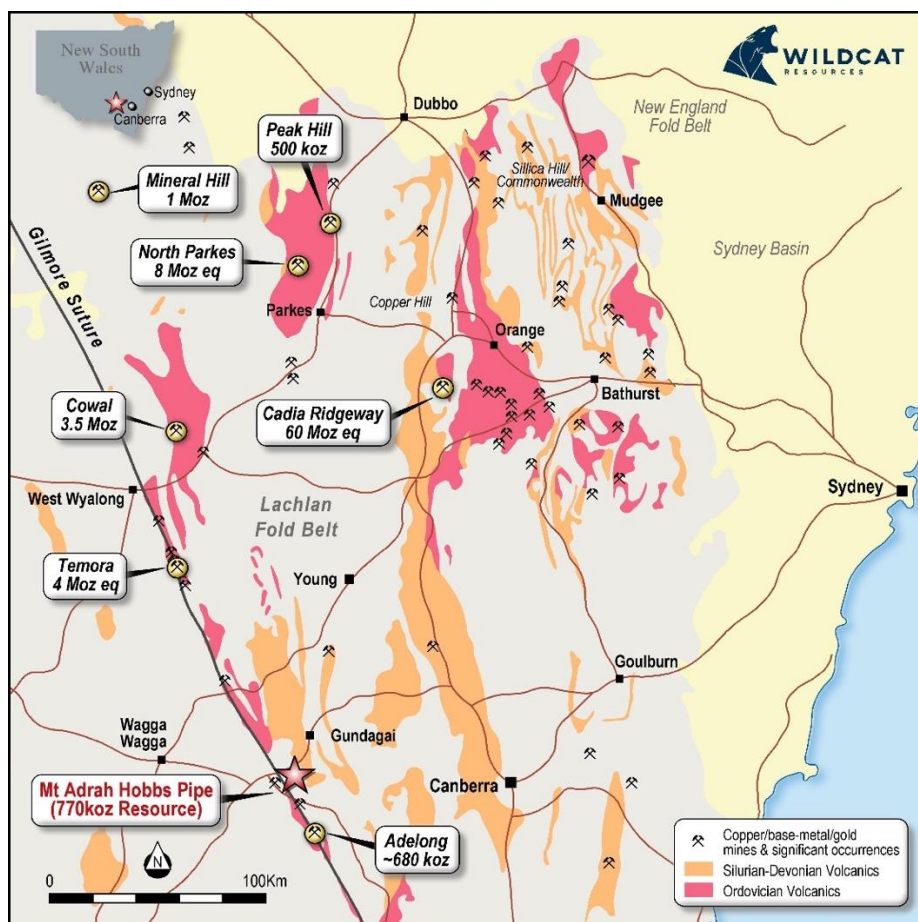 New South
Wales
Sydney
Canberra
WILDCAT
RESOURCES
Dubbo
New England
Fold Belt
Peak Hill
500 koz
Mineral Hill
1 Moz
Sillica Hill/
Commonwealth
Mudgee
North Parkes
8 Moz eq
Sydney Basin
Gilmore Suture
Parkes
Copper Hill
Orange
Cowal
3.5 Moz
Cadia Ridgeway
60 Moz eq
Bathurst
West Wyalong
Sydney
Lachlan
Fold Belt
Temora
4 Moz eq
Young
Goulburn
Wagga
Wagga
Gundagai
Mt Adrah Hobbs Pipe
(770koz Resource)
Canberra
Adelong
~680 koz
N
0
100Km
Copper/base-metal/gold
mines & significant occurrences
Silurian-Devonian Volcanics
Ordovician Volcanics